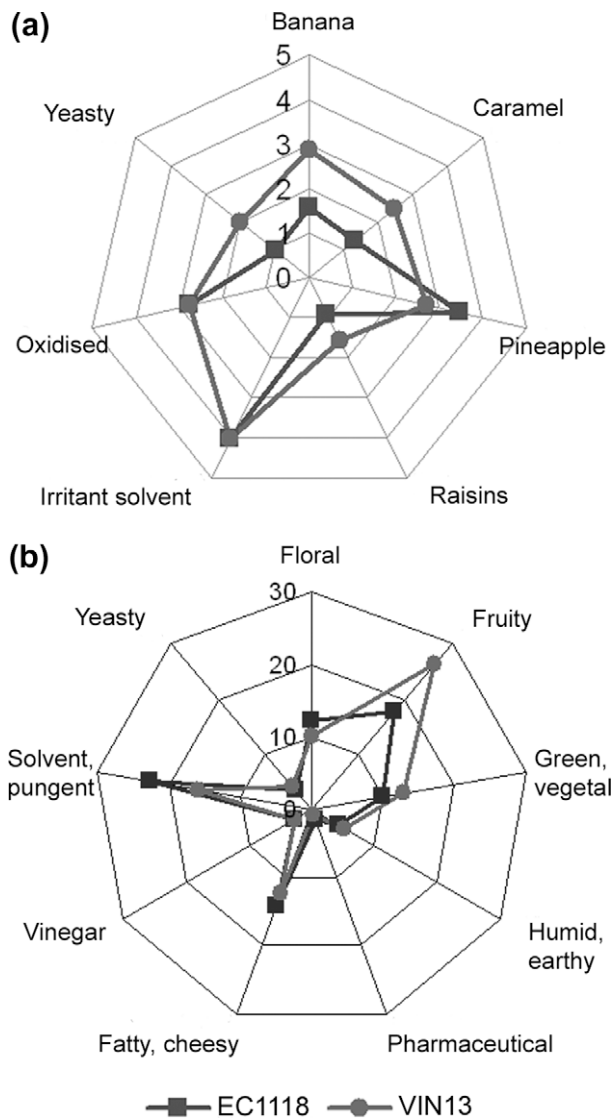 (a)
Banana
5
4
3
2
1
0
Yeasty
Caramel
Oxidised
Pineapple
Irritant solvent
Raisins
(b)
Floral
30
20
10
0
Yeasty
Fruity
Solvent,
pungent
Green,
vegetal
Vinegar
Humid,
earthy
Fatty, cheesy
Pharmaceutical
EC1118 VIN13